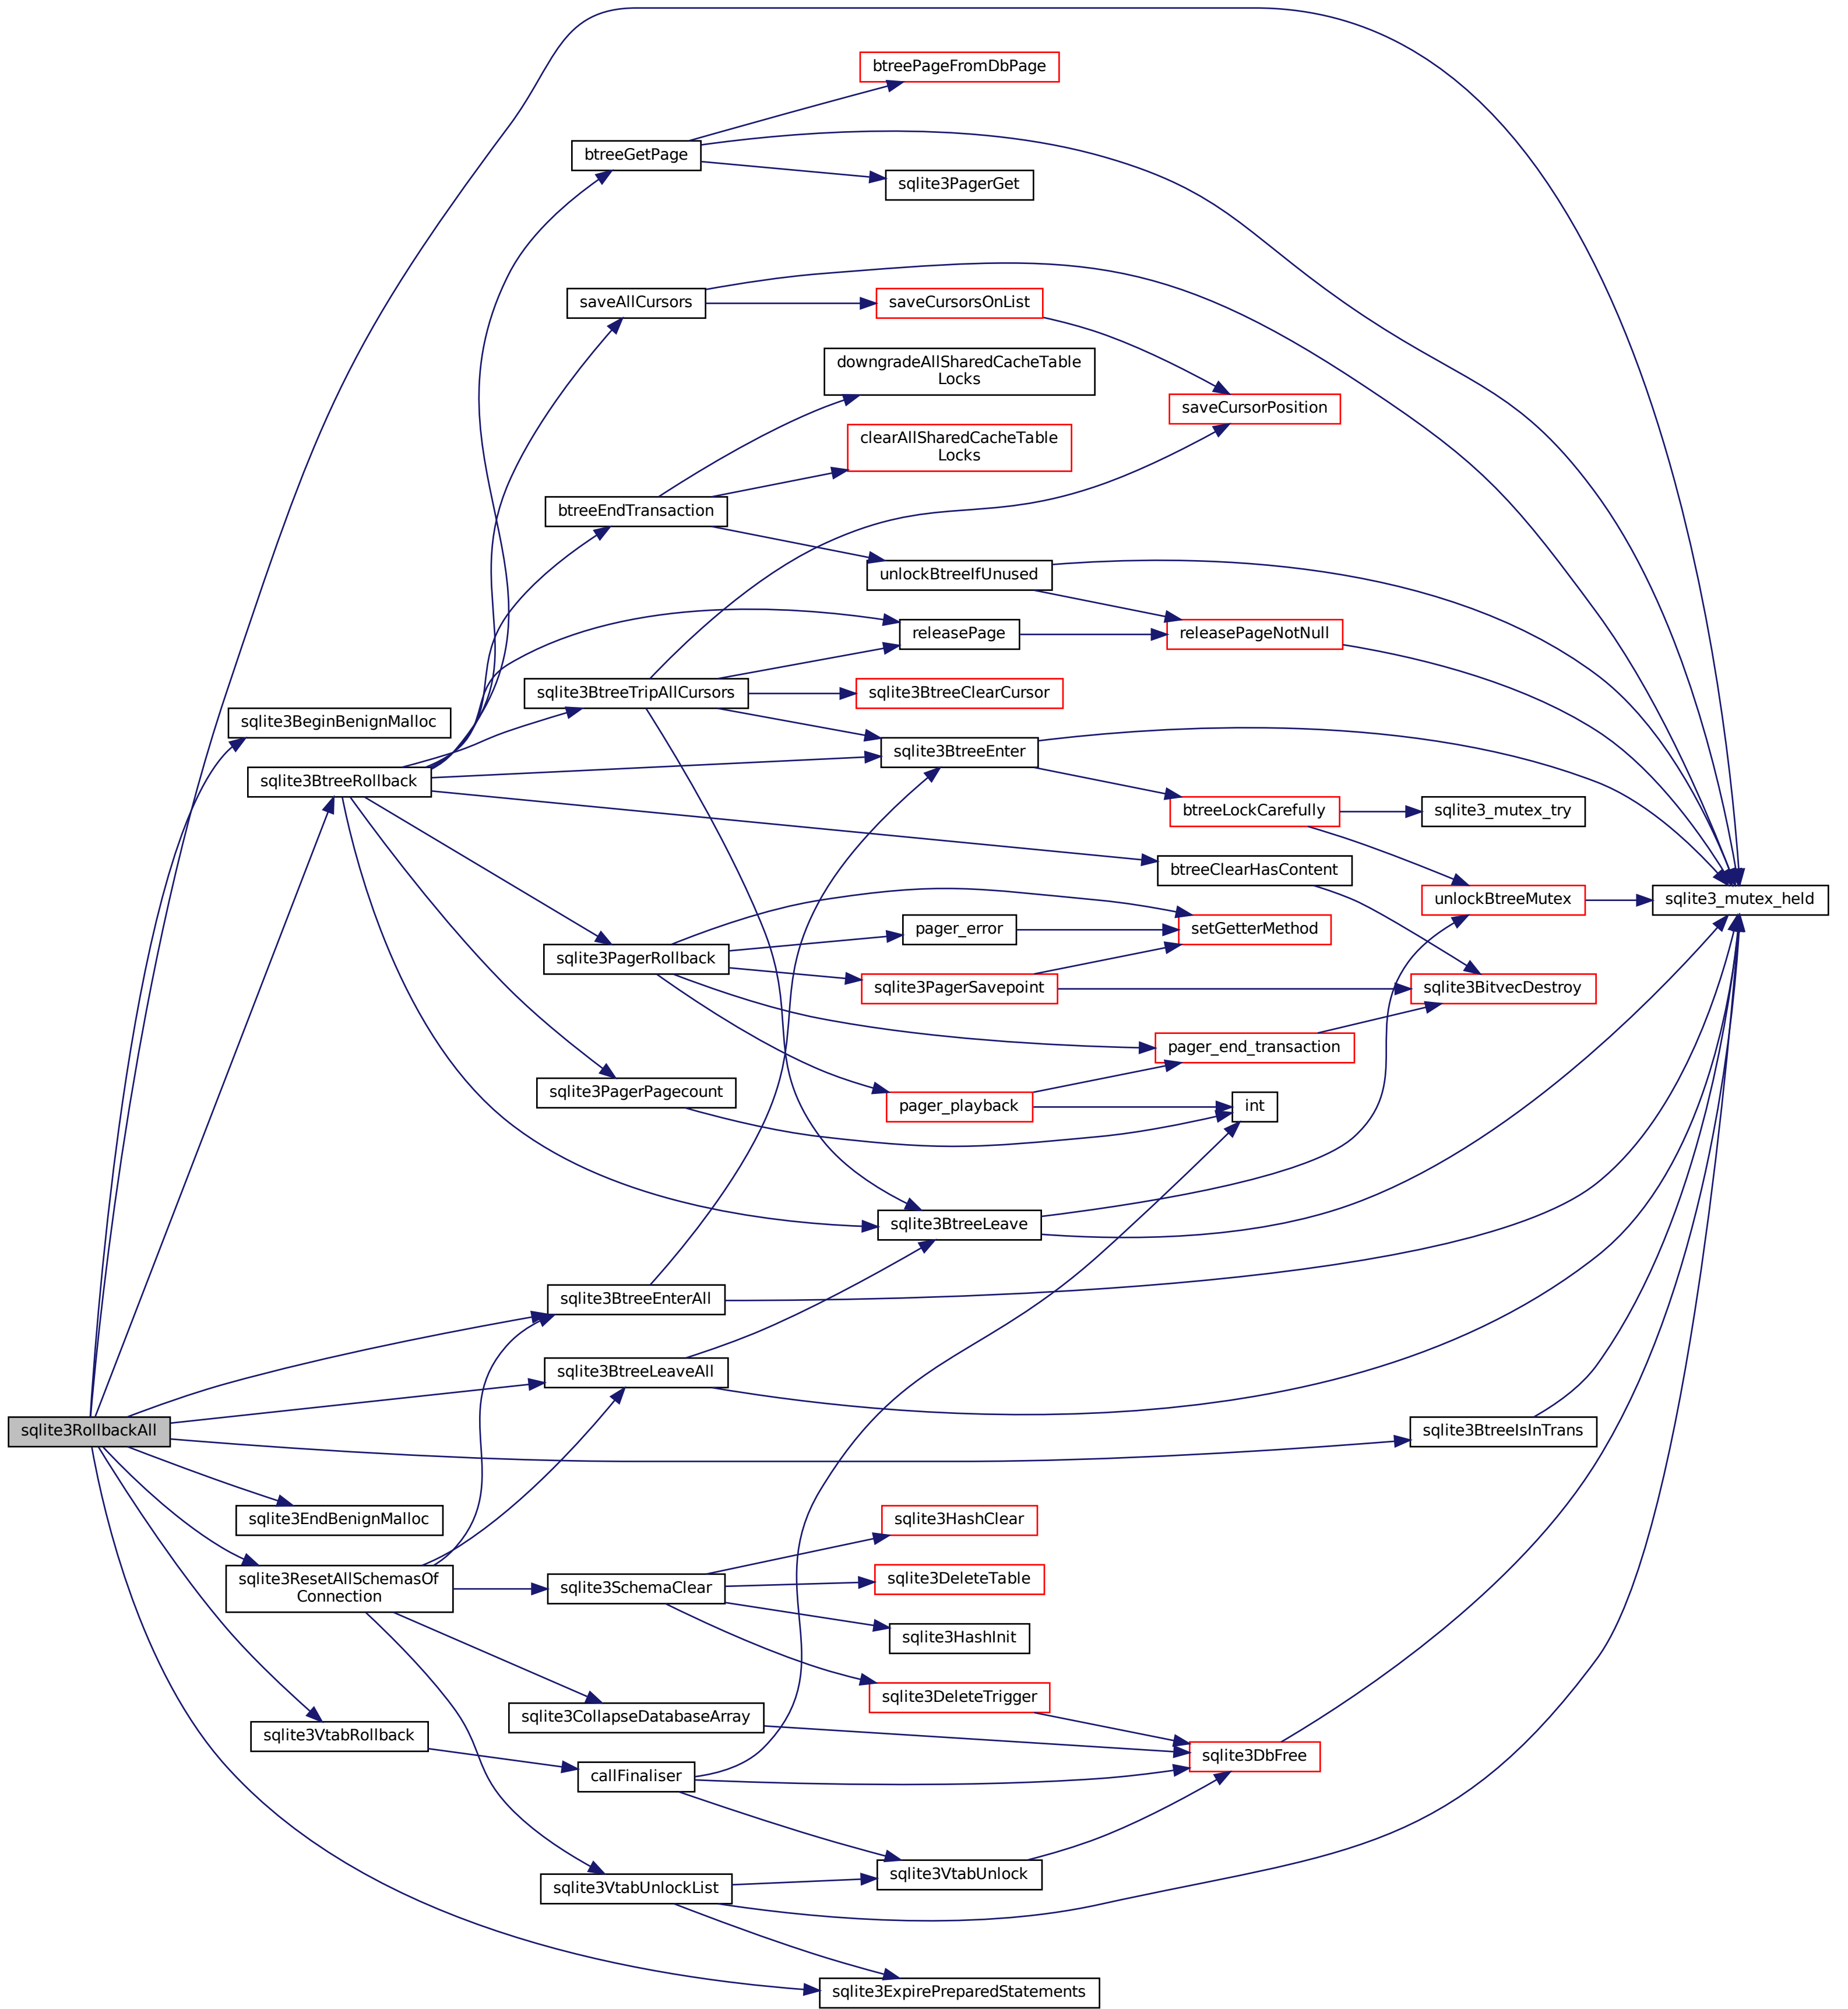 btreePageFromDbPage
btreeGetPage
sqlite3PagerGet
saveAllCursors
saveCursorsOnList
downgradeAllSharedCacheTable
Locks
saveCursorPosition
clearAllSharedCacheTable
Locks
btreeEndTransaction
unlockBtreeIfUnused
releasePage
releasePageNotNull
sqlite3BtreeTripAllCursors
sqlite3BtreeClearCursor
sqlite3BeginBenignMalloc
sqlite3BtreeEnter
sqlite3BtreeRollback
btreeLockCarefully
sqlite3_mutex_try
btreeClearHasContent
unlockBtreeMutex
sqlite3_mutex_held
pager_error
setGetterMethod
sqlite3PagerRollback
sqlite3PagerSavepoint
sqlite3BitvecDestroy
pager_end_transaction
sqlite3PagerPagecount
pager_playback
int
sqlite3BtreeLeave
sqlite3BtreeEnterAll
sqlite3BtreeLeaveAll
sqlite3RollbackAll
sqlite3BtreeIsInTrans
sqlite3EndBenignMalloc
sqlite3HashClear
sqlite3ResetAllSchemasOf
Connection
sqlite3SchemaClear
sqlite3DeleteTable
sqlite3HashInit
sqlite3DeleteTrigger
sqlite3CollapseDatabaseArray
sqlite3VtabRollback
sqlite3DbFree
callFinaliser
sqlite3VtabUnlock
sqlite3VtabUnlockList
sqlite3ExpirePreparedStatements